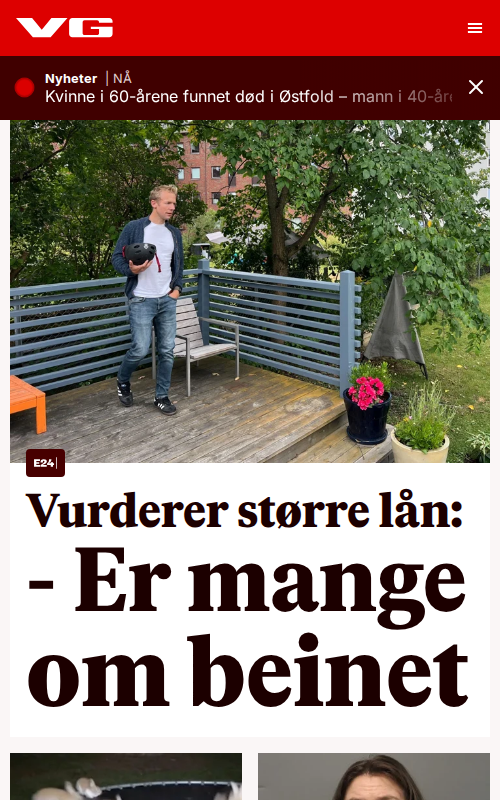 VG
Nyheter | NÅ
Kvinne i 60-årene funnet død i Østfold – mann i 40-åre
E24
Vurderer større lån:
- Er mange
om beinet